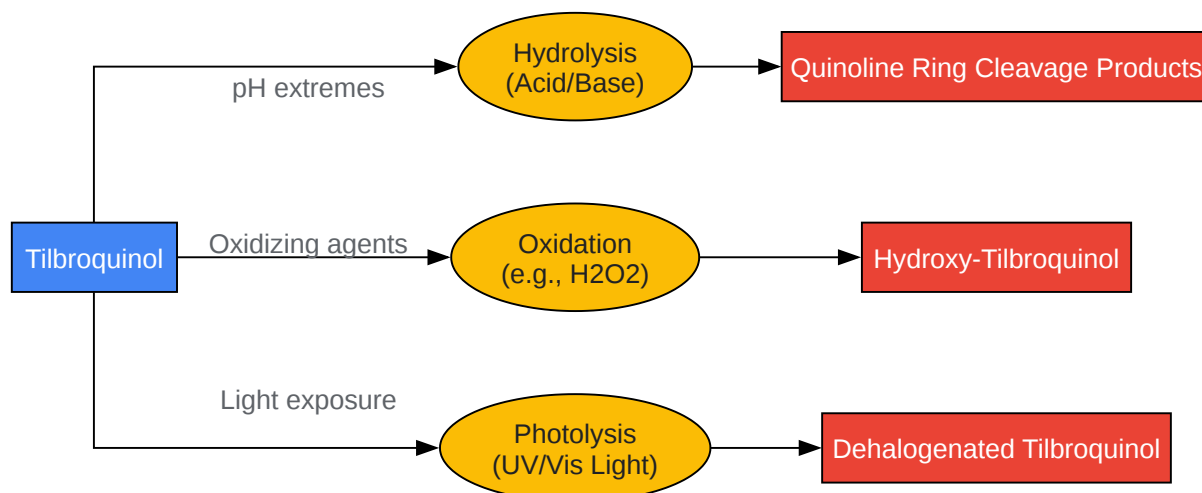 Hydrolysis
(Acid/Base)
Quinoline Ring Cleavage Products
pH extremes
Tilbroquinol
Oxidizing agents
Oxidation
(e.g., H2O2)
Hydroxy-Tilbroquinol
Light exposure
Photolysis
(UV/Vis Light)
Dehalogenated Tilbroquinol